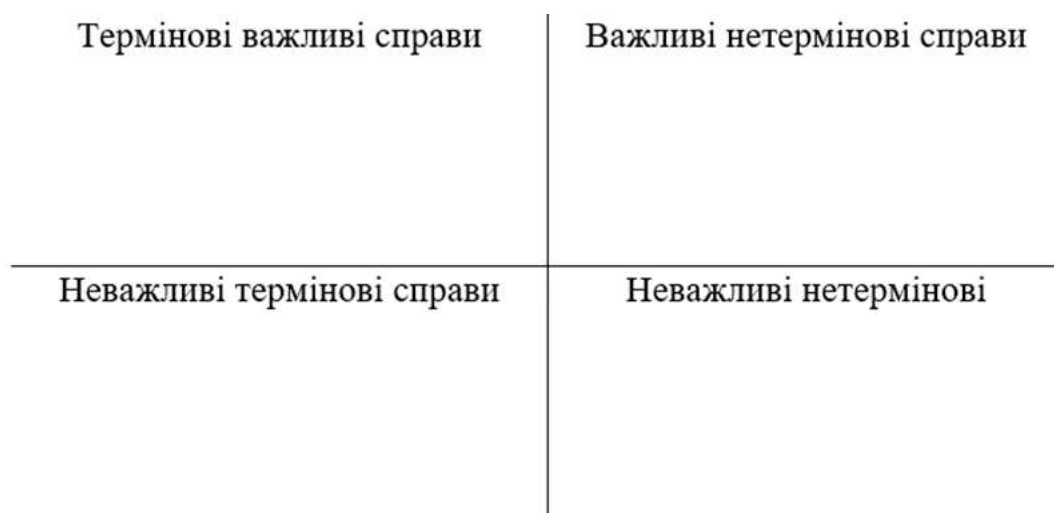 Термінові важливі справи
Важливі нетермінові справи
Неважливі термінові справи
Неважливі нетермінові